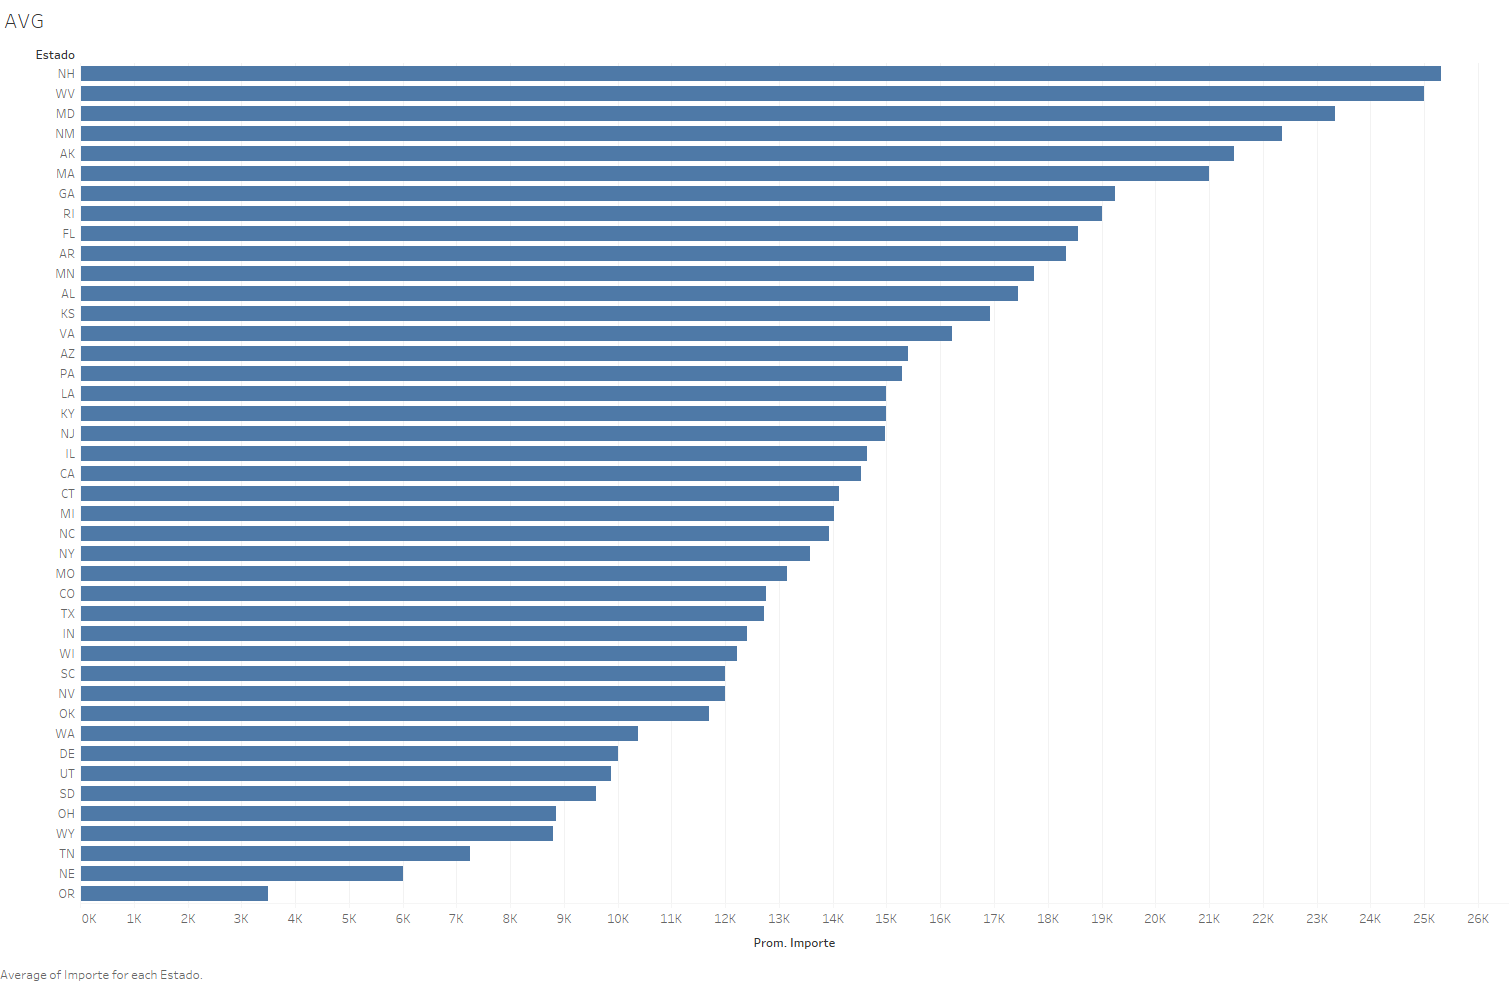 AVG
Estado
NH
WV
MD
NM
AK
MA
GA
RI
FL
AR
MN
AL
KS
VA
AZ
PA
LA
KY
NJ
IL
CA
CT
MI
NC
NY
MO
CO
TX
IN
WI
SC
NV
OK
WA
DE
UT
SD
OH
WY
TN
NE
OR
0K 1K 2K 3K 4K 5K 6K 7K 8K 9K 10K 11K 12K 13K 14K 15K 16K 17K 18K 19K 20K 21K 22K 23K 24K 25K 26K
Prom. Importe
Average of Importe for each Estado.